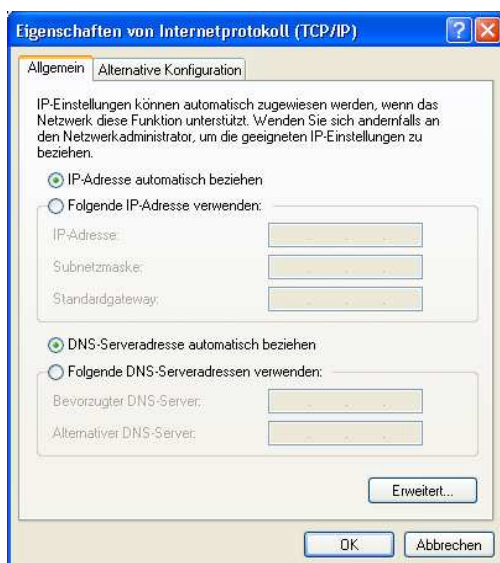 Eigenschaften von Internetprotokoll (TCP/IP)
Allgemein
Alternative Konfiguration
IP-Einstellungen können automatisch zugewiesen werden, wenn das
Netzwerk diese Funktion unterstützt. Wenden Sie sich andernfalls an
den Netzwerkadministrator, um die geeigneten IP-Einstellungen zu
beziehen.
IP-Adresse automatisch beziehen
Folgende IP-Adresse verwenden:
IP-Adresse:
Subnetzmaske:
Standardgateway:
DNS-Serveradresse automatisch beziehen
Folgende DNS-Serveradressen verwenden:
Bevorzugter DNS-Server:
Alternativer DNS-Server:
Erweitert...
OK
Abbrechen